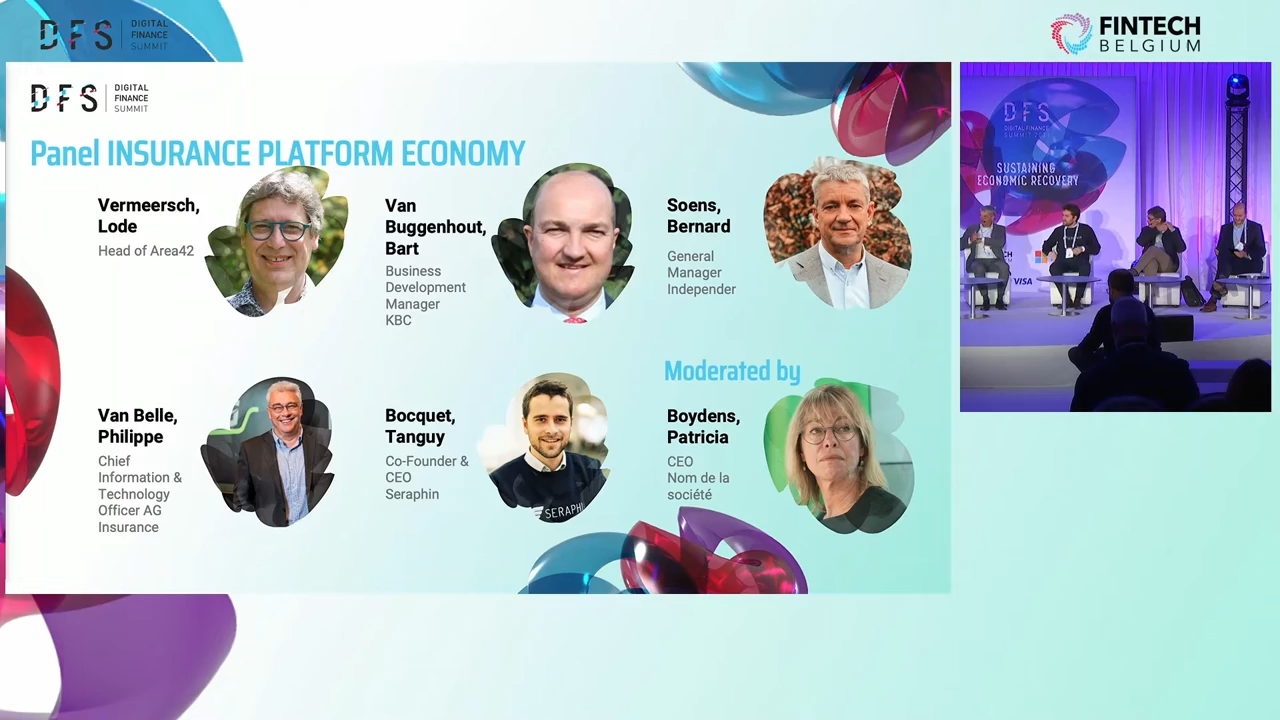 DFS
DIGITAL
FINANCE
SUMMIT
FINTECH
BELGIUM
DFS
DIGITAL
FINANCE
SUMMIT
Panel INSURANCE PLATFORM ECONOMY
Vermeersch,
Lode
Head of Area42
Van
Buggenhout,
Bart
Business
Development
Manager
KBC
Soens,
Bernard
General
Manager
Independer
Van Belle,
Philippe
Chief
Information &
Technology
Officer AG
Insurance
Bocquet,
Tanguy
Co-Founder &
CEO
Seraphin
SERAPHI
Moderated by
Boydens,
Patricia
CEO
Nom de la
société
DFS
DIGITAL FINANCE
SUSTAINING
ECONOMIC RECOVERY
VISA